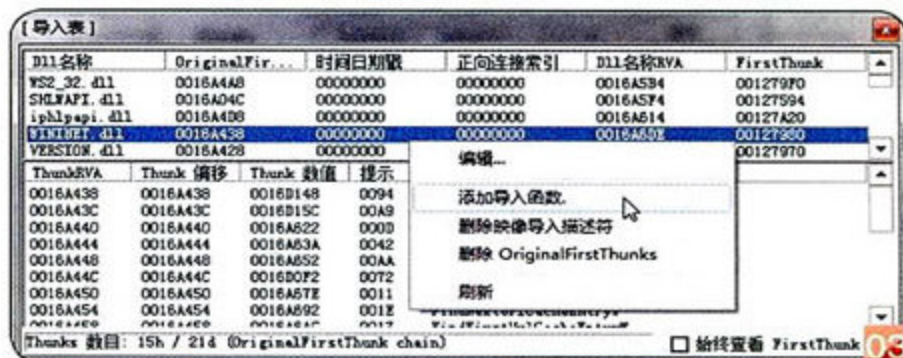 [导入表]
Dll名称 OriginalFir... 时间日期戳 正向连接索引 Dll名称RVA FirstThunk
WS2_32.dll 0016A4A8 00000000 00000000 0016A5B4 001279F0
SHLWAPI.dll 0016A04C 00000000 00000000 0016A5F4 00127594
iphlpapi.dll 0016A4D8 00000000 00000000 0016A614 00127A20
WININET.dll 0016A438 00000000 00000000 0016A6DE 00127980
VERSION.dll 0016A428 00000000 00127970
ThunkRVA Thunk 偏移 Thunk 数值 提示
0016A438 0016A438 0016D148 0094
0016A43C 0016A43C 0016D15C 00A9
0016A440 0016A440 0016A622 000D
0016A444 0016A444 0016A63A 0042
0016A448 0016A448 0016A652 00AA
0016A44C 0016A44C 0016D0F2 0072
0016A450 0016A450 0016A67E 0011
0016A454 0016A454 0016A692 001E
编辑...
添加导入函数.
删除映像导入描述符
删除 OriginalFirstThunks
刷新
Thunks 数目: 15h / 21d (OriginalFirstThunk chain) 始终查看 FirstThunk
03